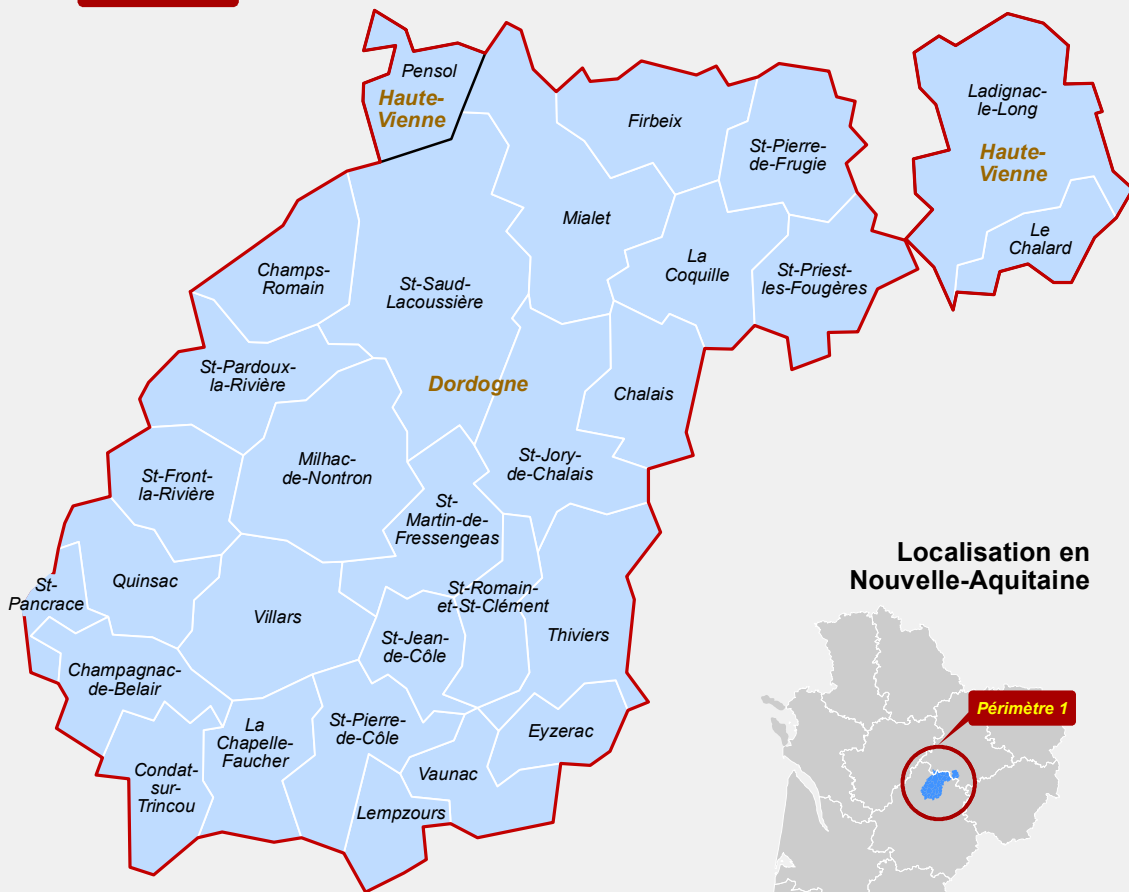 Pensol
Haute-
Vienne
Ladignac-
le-Long
Haute-
Vienne
Le
Chalard
Firbeix
St-Pierre-
de-Frugie
Mialet
La
Coquille
St-Priest-
les-Fougères
Champs-
Romain
St-Saud-
Lacoussière
St-Pardoux-
la-Rivière
Dordogne
Chalais
St-Front-
la-Rivière
Milhac-
de-Nontron
St-Jory-
de-Chalais
St-
Martin-de-
Fressengeas
St-
Pancrace
Quinsac
Villars
St-Romain-
et-St-Clément
St-Jean-
de-Côle
Thiviers
Champagnac-
de-Belair
La
Chapelle-
Faucher
St-Pierre-
de-Côle
Eyzerac
Condat-
sur-
Trincou
Vaunac
Lempzours
Localisation en
Nouvelle-Aquitaine
Périmètre 1